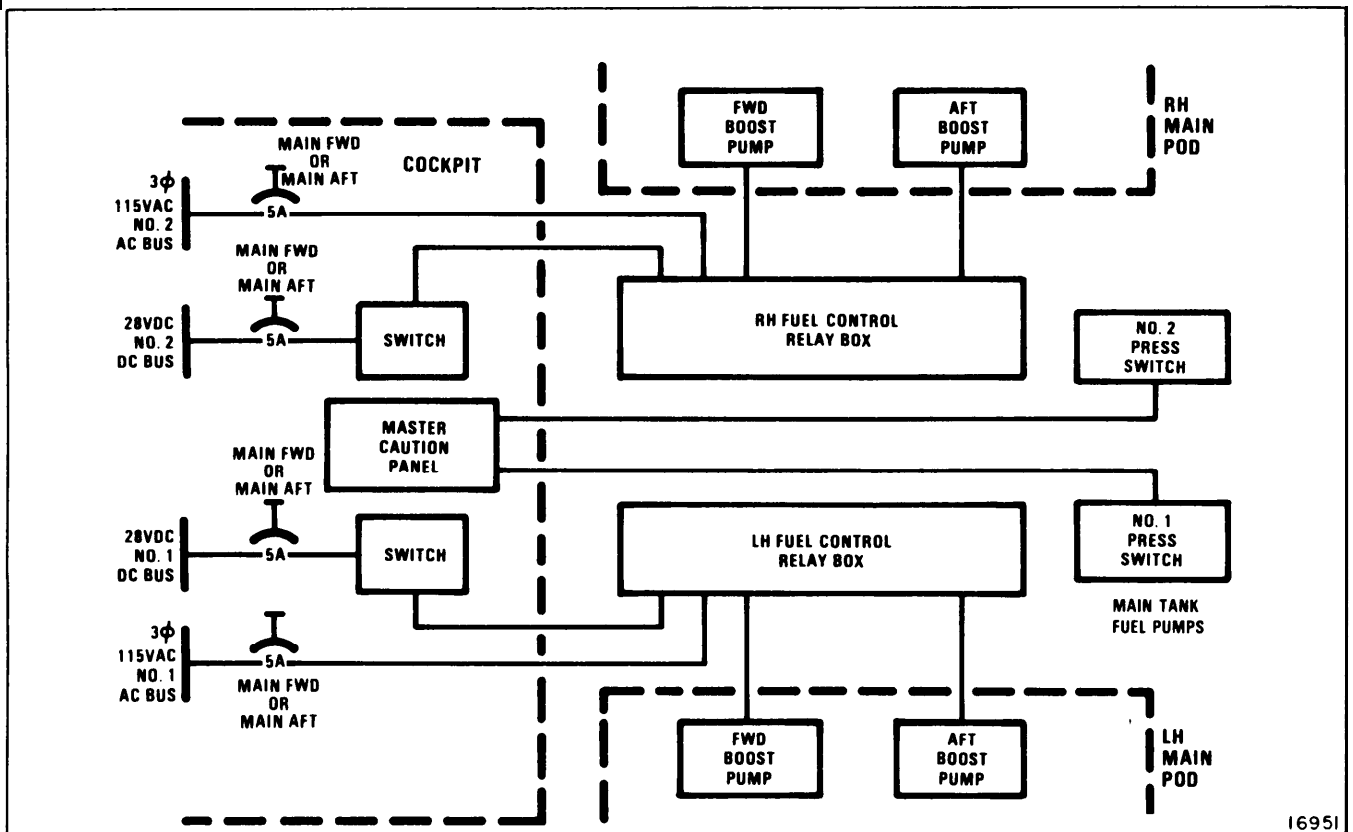 FWD
BOOST
PUMP
AFT
BOOST
PUMP
RH
MAIN
POD
MAIN FWD
OR
MAIN AFT
COCKPIT
3ϕ
115VAC
NO. 2
AC BUS
5A
MAIN FWD
OR
MAIN AFT
28VDC
NO. 2
DC BUS
5A
SWITCH
RH FUEL CONTROL
RELAY BOX
NO. 2
PRESS
SWITCH
MASTER
CAUTION
PANEL
MAIN FWD
OR
MAIN AFT
28VDC
NO. 1
DC BUS
5A
SWITCH
LH FUEL CONTROL
RELAY BOX
NO. 1
PRESS
SWITCH
MAIN TANK
FUEL PUMPS
3ϕ
115VAC
NO. 1
AC BUS
5A
MAIN FWD
OR
MAIN AFT
FWD
BOOST
PUMP
AFT
BOOST
PUMP
LH
MAIN
POD
16951